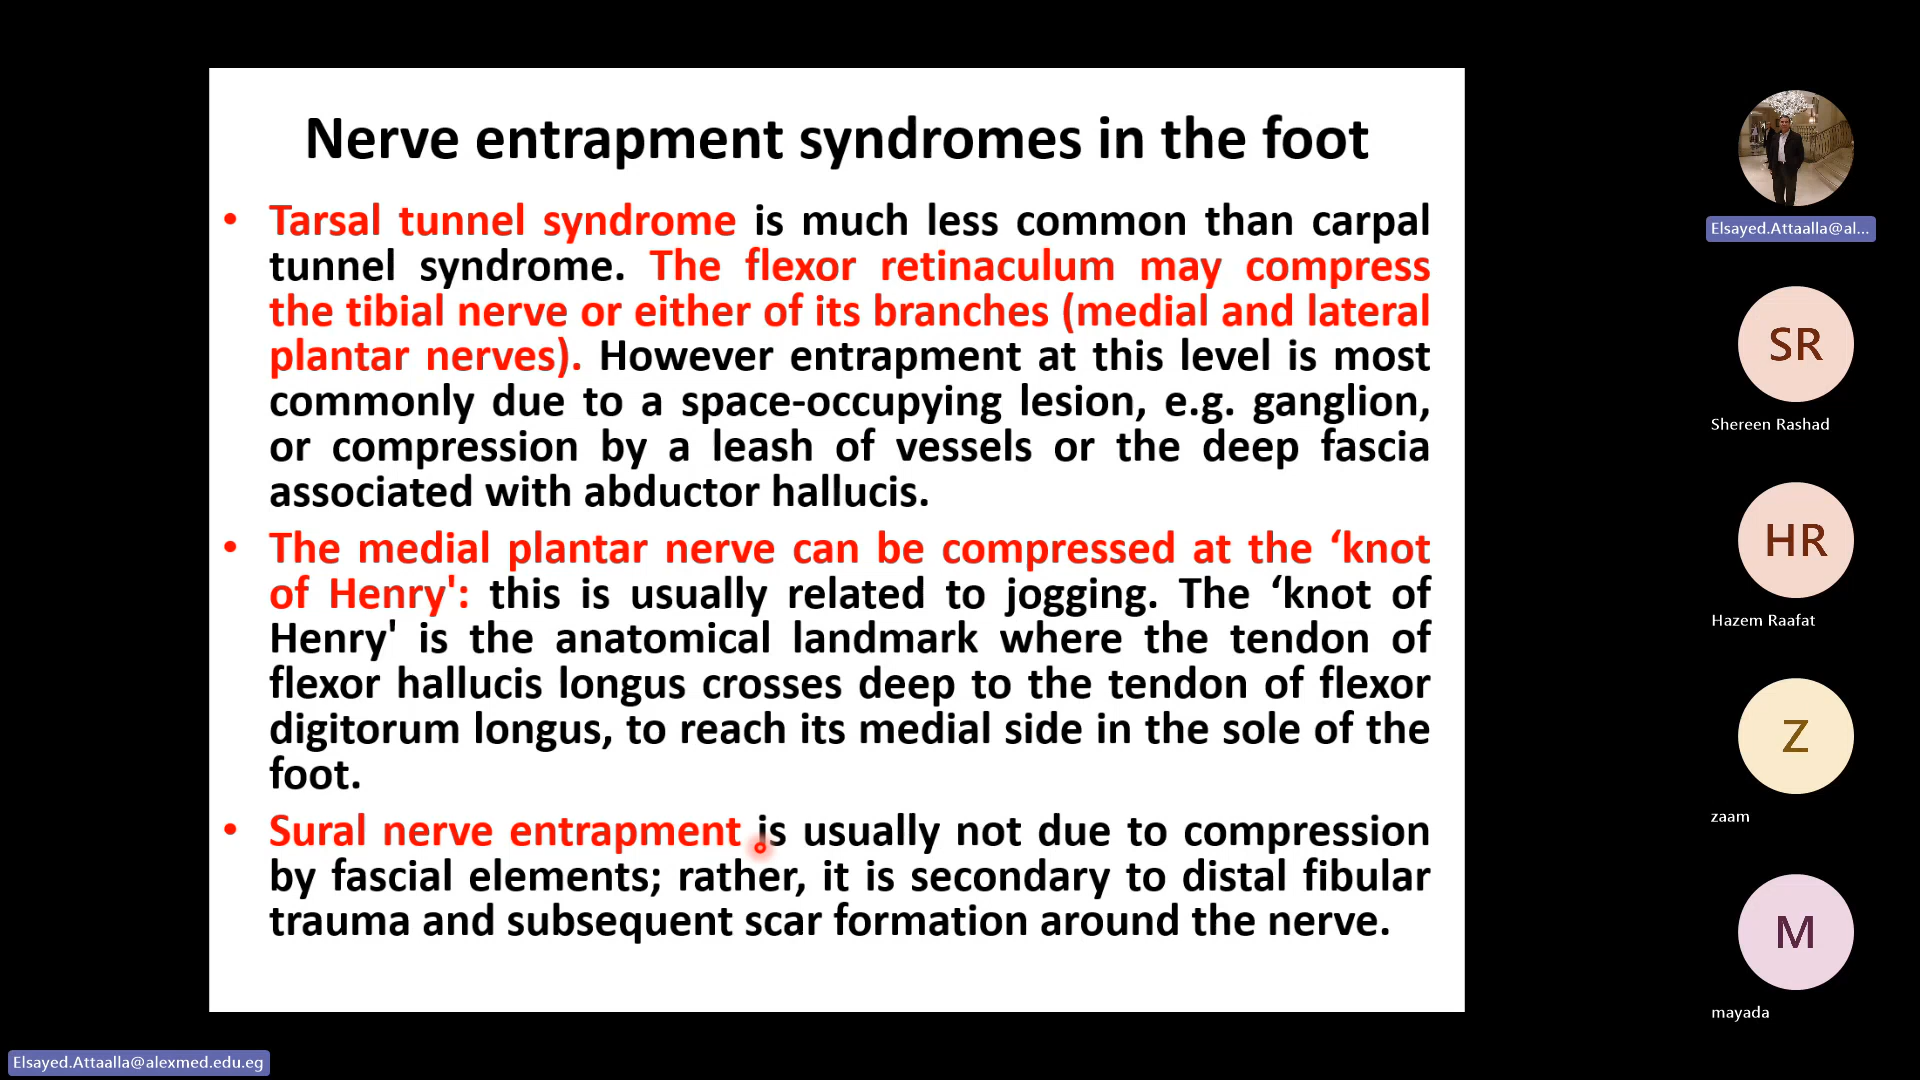 Nerve entrapment syndromes in the foot
• Tarsal tunnel syndrome is much less common than carpal
tunnel syndrome. The flexor retinaculum may compress
the tibial nerve or either of its branches (medial and lateral
plantar nerves). However entrapment at this level is most
commonly due to a space-occupying lesion, e.g. ganglion,
or compression by a leash of vessels or the deep fascia
associated with abductor hallucis.
• The medial plantar nerve can be compressed at the ‘knot
of Henry': this is usually related to jogging. The ‘knot of
Henry' is the anatomical landmark where the tendon of
flexor hallucis longus crosses deep to the tendon of flexor
digitorum longus, to reach its medial side in the sole of the
foot.
• Sural nerve entrapment is usually not due to compression
by fascial elements; rather, it is secondary to distal fibular
trauma and subsequent scar formation around the nerve.
Elsayed.Attaalla@al...
SR
Shereen Rashad
HR
Hazem Raafat
Z
zaam
M
mayada
Elsayed.Attaalla@alexmed.edu.eg